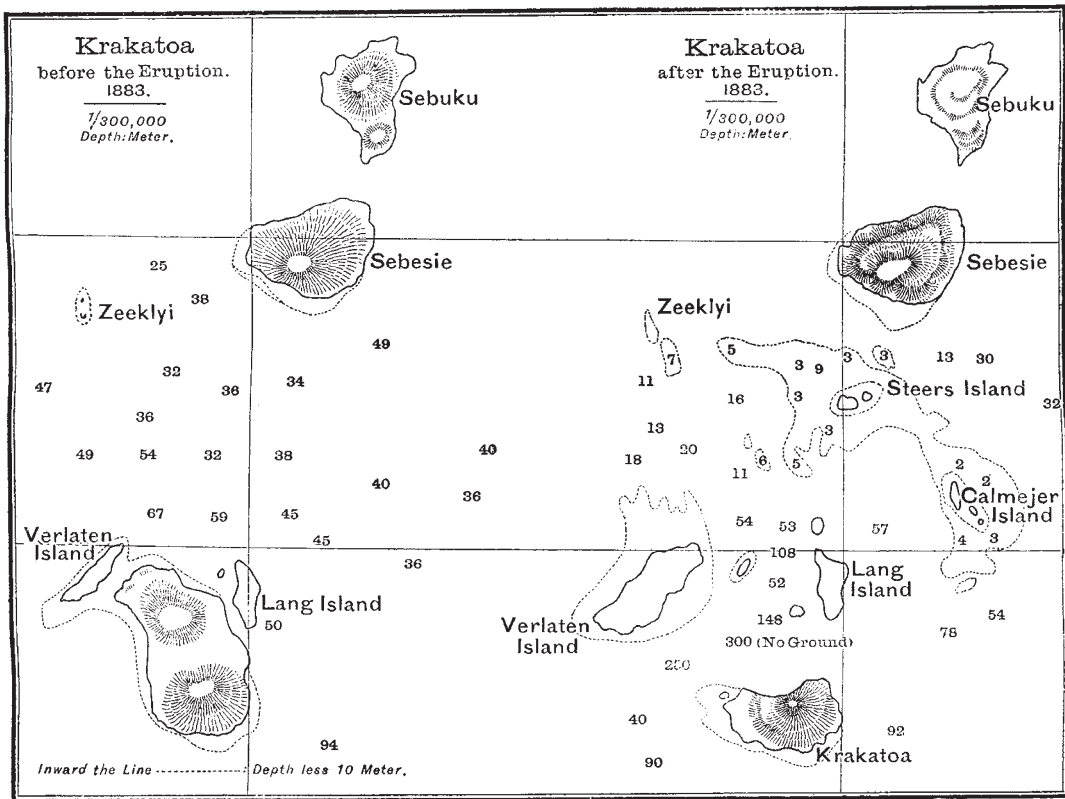 Krakatoa
before the Eruption.
1883.
1/300,000
Depth: Meter.
Sebuku
Sebesie
25
38
Zeeklyi
49
32
47
36
34
36
49
54
32
38
40
40
36
67
59
45
45
36
Verlaten
Island
Lang Island
50
94
Inward the Line
Depth less 10 Meter.
Krakatoa
after the Eruption.
1883.
1/300,000
Depth: Meter.
Sebuku
Sebesie
Zeeklyi
7
5
3
9
3
3
13
30
11
16
3
Steers Island
32
13
3
18
20
11
6
5
2
2
Calmejer
Island
54
53
57
4
3
108
52
Lang
Island
148
54
78
Verlaten
Island
300 (No Ground)
40
92
90
Krakatoa